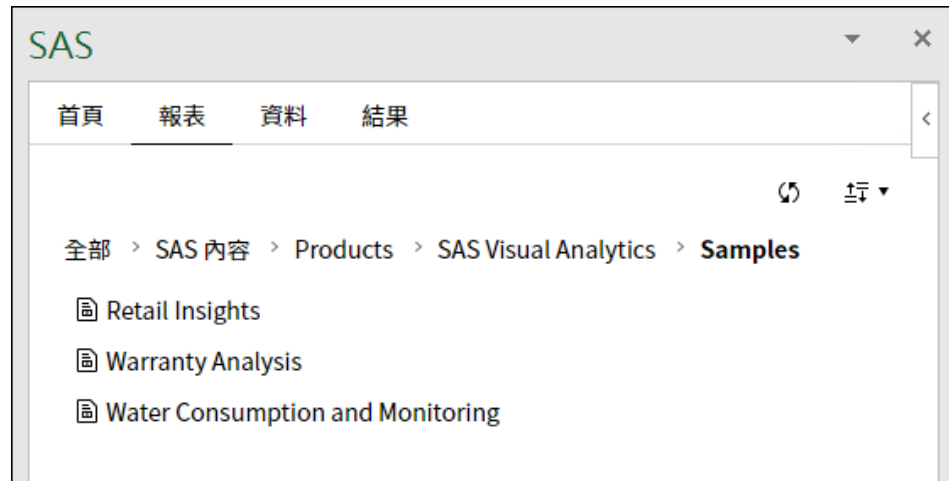 SAS
首頁 報表 資料 結果
全部 > SAS 內容 > Products > SAS Visual Analytics > Samples
Retail Insights
Warranty Analysis
Water Consumption and Monitoring